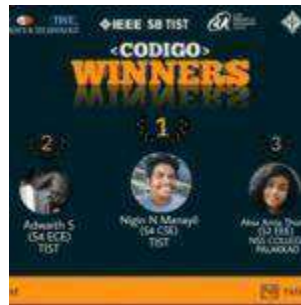 TIST
IEEE SB TIST
<CODIGO>
WINNERS
1
2
3
Adwaith S
(S4 ECE)
TIST
Nigin N Manayil
(S4 CSE)
TIST
(S2 EEE)
NSS COLLEGE
PALAKKAD